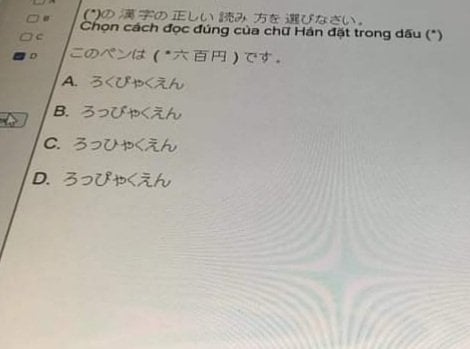 B
C
D
(*)の 漢字の 正しい 読み 方を 選びなさい。
Chọn cách đọc đúng của chữ Hán đặt trong dấu (*)
このペンは (*六百円) です。
A. ろくびゃくえん
B. ろっびゃくえん
C. ろっひゃくえん
D. ろっぴゃくえん